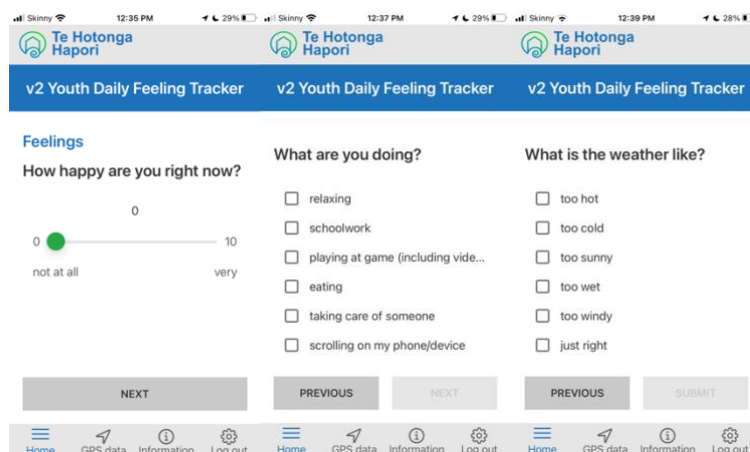 Skinny 12:35 PM 29%
Te Hotonga
Hapori
v2 Youth Daily Feeling Tracker
Feelings
How happy are you right now?
0
0 10
not at all very
NEXT
Home GPS data Information Log out
Skinny 12:37 PM 29%
Te Hotonga
Hapori
v2 Youth Daily Feeling Tracker
What are you doing?
relaxing
schoolwork
playing at game (including vide...
eating
taking care of someone
scrolling on my phone/device
PREVIOUS NEXT
Home GPS data Information Log out
Skinny 12:39 PM 28%
Te Hotonga
Hapori
v2 Youth Daily Feeling Tracker
What is the weather like?
too hot
too cold
too sunny
too wet
too windy
just right
PREVIOUS SUBMIT
Home GPS data Information Log out